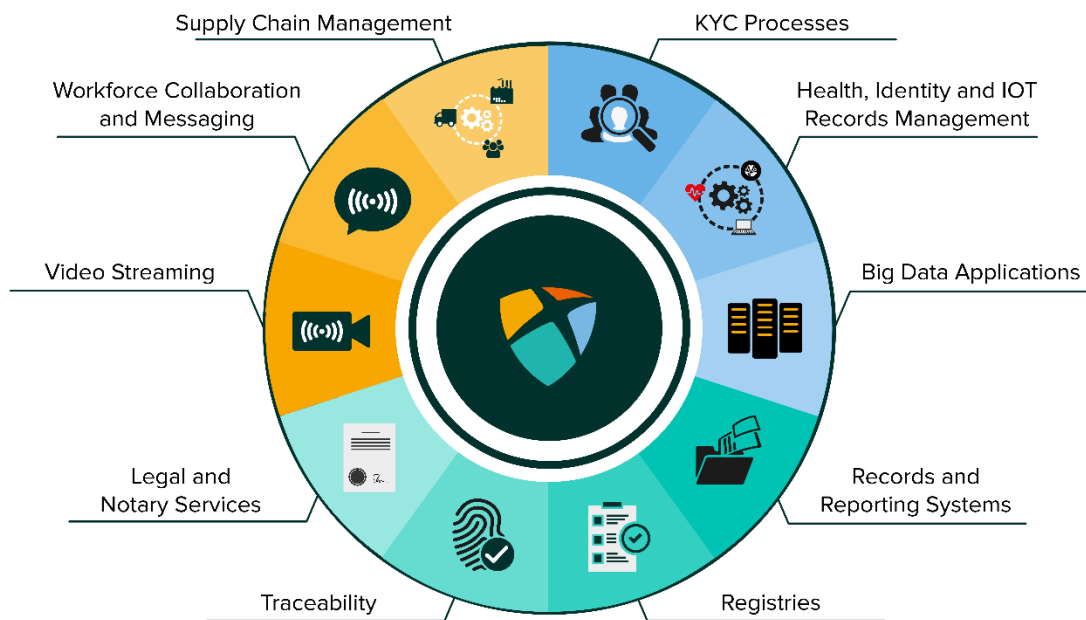 Supply Chain Management
KYC Processes
Workforce Collaboration
and Messaging
Health, Identity and IOT
Records Management
Video Streaming
Big Data Applications
Legal and
Notary Services
Records and
Reporting Systems
Traceability
Registries